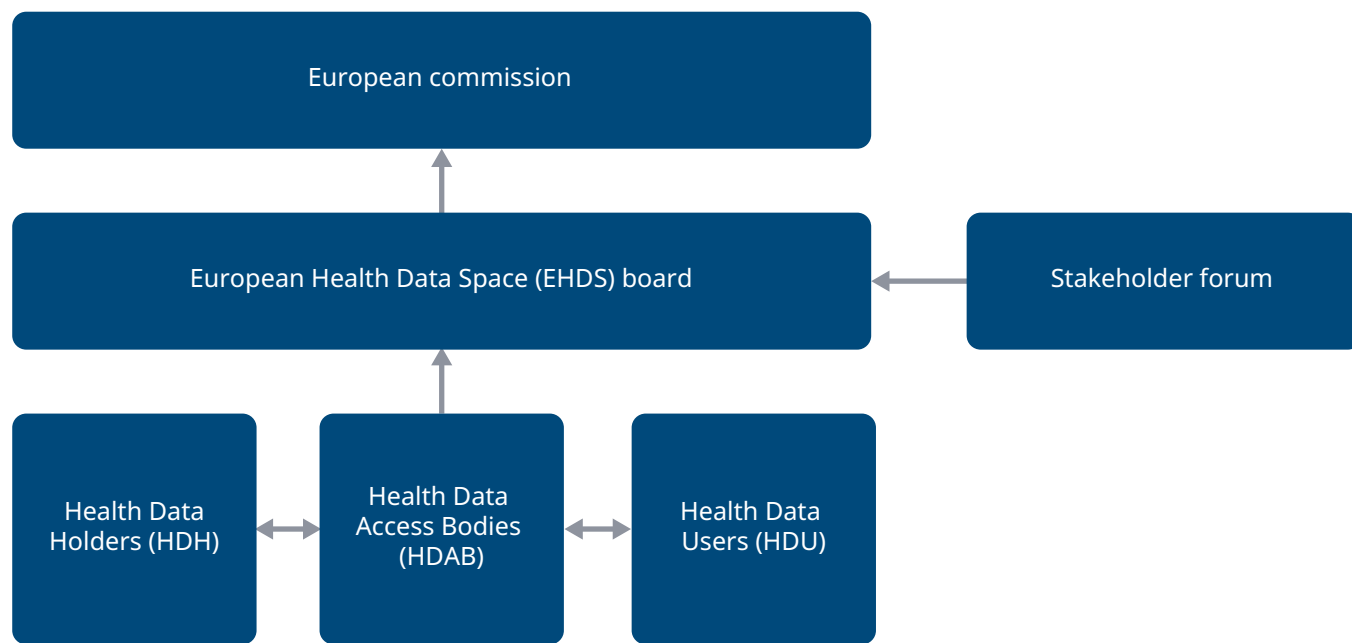 European commission
European Health Data Space (EHDS) board
Stakeholder forum
Health Data
Holders (HDH)
Health Data
Access Bodies
(HDAB)
Health Data
Users (HDU)